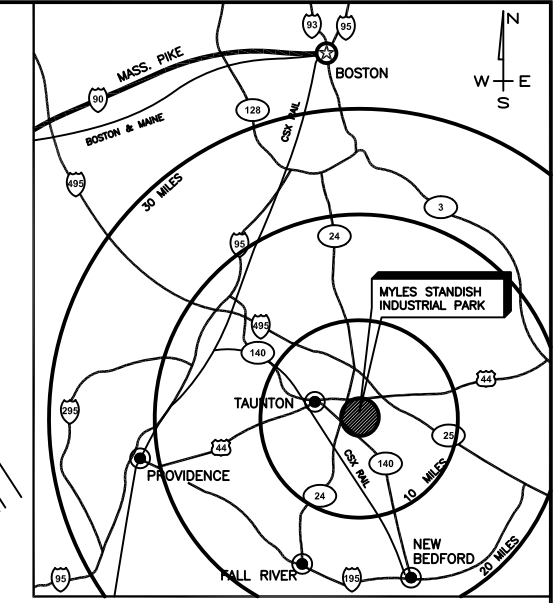 93
95
N
MASS. PIKE
BOSTON
W E
S
90
128
CSX RAIL
BOSTON & MAINE
495
30 MILES
3
95
24
MYLES STANDISH
INDUSTRIAL PARK
495
140
44
TAUNTON
295
44
25
CSX RAIL
140
PROVIDENCE
10 MILES
24
NEW
BEDFORD
20 MILES
FALL RIVER
195
95